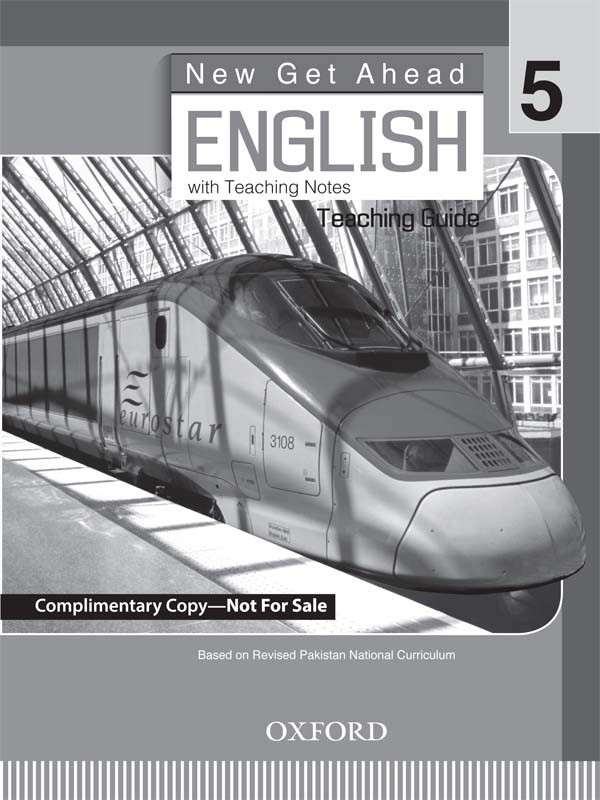 New Get Ahead
5
ENGLISH
with Teaching Notes
Teaching Guide
eurostar
3108
Complimentary Copy—Not For Sale
Based on Revised Pakistan National Curriculum
OXFORD